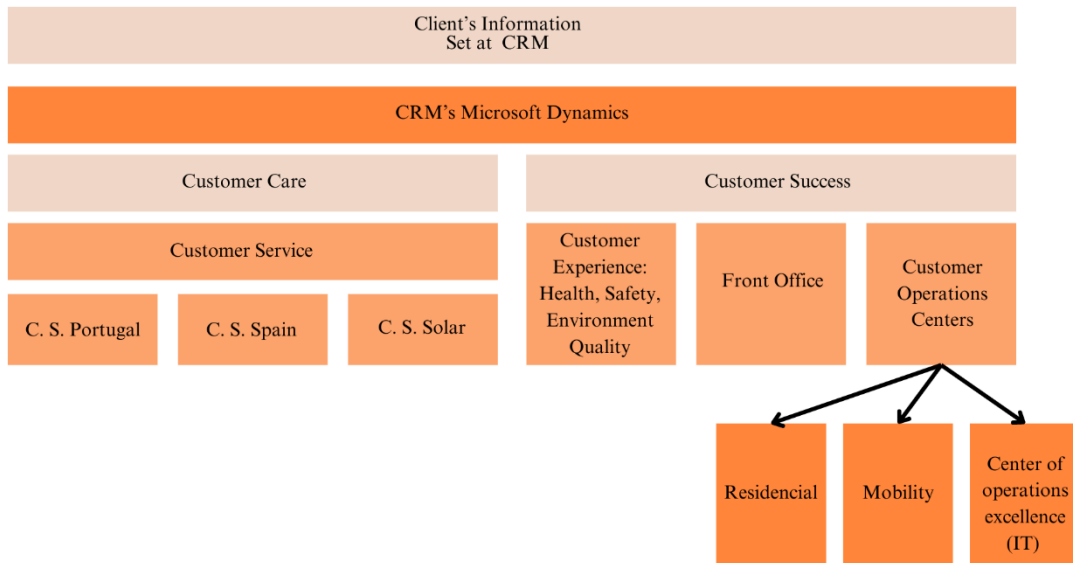 Client's Information
Set at CRM
CRM's Microsoft Dynamics
Customer Care
Customer Success
Customer Service
Customer
Experience:
Health, Safety,
Environment
Quality
Front Office
Customer
Operations
Centers
C. S. Portugal
C. S. Spain
C. S. Solar
Residencial
Mobility
Center of
operations
excellence
(IT)